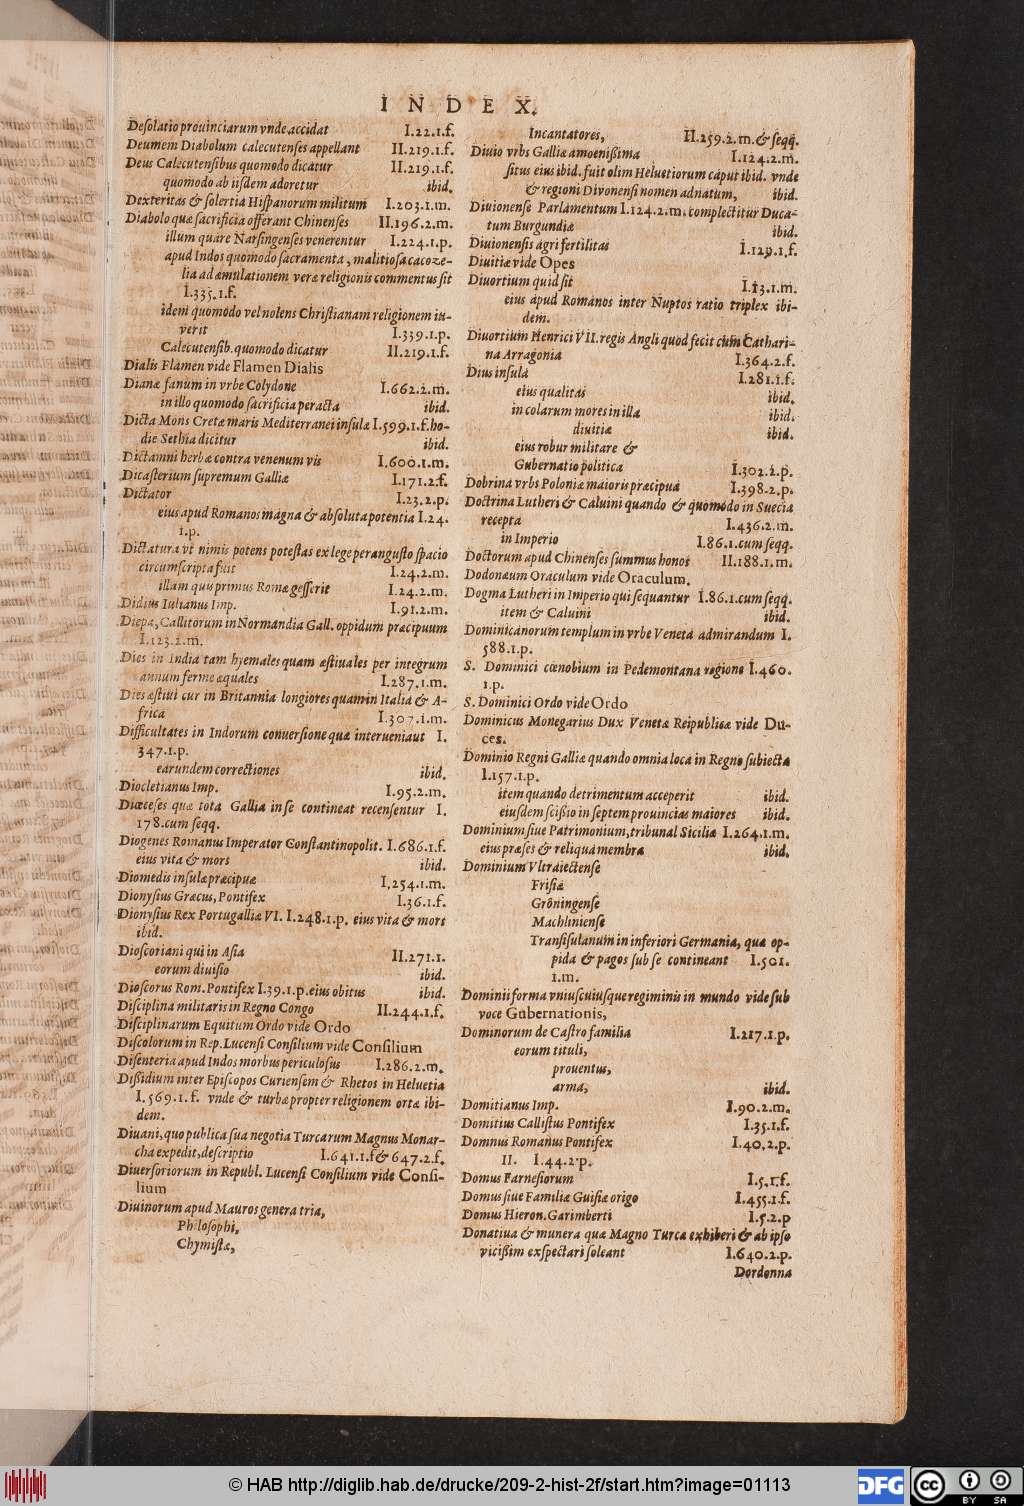 INDEX.
Desolatio prouinciarum vnde accidat I.22.1.f.
Deumem Diabolum calecutenses appellant II.219.1.f.
Deus Calecutensibus quomodo dicatur II.219.1.f.
quomodo ab iisdem adoretur ibid.
Dexteritas & solertia Hispanorum militum I.203.1.m.
Diabolo quæ sacrificia offerant Chinenses II.196.2.m.
illum quare Narsingenses venerentur I.224.1.p.
apud Indos quomodo sacramenta, malitiosa cacoze-
lia ad æmulationem veræ religionis commentus sit
I.335.1.f.
idem quomodo vel nolens Christianam religionem iu-
verit I.339.1.p.
Calecutensib. quomodo dicatur II.219.1.f.
Dialis Flamen vide Flamen Dialis
Dianæ fanum in vrbe Colydone I.662.2.m.
in illo quomodo sacrificia peracta ibid.
Dicta Mons Cretæ maris Mediterranei insulæ I.599.1.f. ho-
die Sethia dicitur ibid.
Dictamni herbæ contra venenum vis I.600.1.m.
Dicasterium supremum Galliæ I.171.2.f.
Dictator I.23.2.p.
eius apud Romanos magna & absoluta potentia I.24.
1.p.
Dictatura vt nimis potens potestas ex lege perangusto spacio
circumscripta fuit I.24.2.m.
illam quis primus Romæ gesserit I.24.2.m.
Didius Iulianus Imp. I.91.2.m.
Diepa, Callitorum in Normandia Gall. oppidum præcipuum
I.123.2.m.
Dies in India tam hyemales quam æstiuales per integrum
annum ferme æquales I.287.1.m.
Dies æstiui cur in Britannia longiores quam in Italia & A-
frica I.307.1.m.
Difficultates in Indorum conuersione quæ interueniaut I.
347.1.p.
earundem correctiones ibid.
Diocletianus Imp. I.95.2.m.
Diœceses quæ tota Gallia in se contineat recensentur I.
178. cum seqq.
Diogenes Romanus Imperator Constantinopolit. I.686.1.f.
eius vita & mors ibid.
Diomedis insulæ præcipuæ I,254.1.m.
Dionysius Græcus, Pontifex I.36.1.f.
Dionysius Rex Portugalliæ VI. I.248.1.p. eius vita & mors
ibid.
Dioscoriani qui in Asia II.271.1.
eorum diuisio ibid.
Dioscorus Rom. Pontifex I.39.1.p. eius obitus ibid.
Disciplina militaris in Regno Congo II.244.1.f.
Disciplinarum Equitum Ordo vide Ordo
Discolorum in Rep. Lucensi Consilium vide Consilium
Disenteria apud Indos morbus periculosus I.286.2.m.
Dißidium inter Episcopos Curiensem & Rhetos in Heluetia
I.569.1.f. vnde & turbæ propter religionem ortæ ibi-
dem.
Diuani, quo publica sua negotia Turcarum Magnus Monar-
cha expedit, descriptio I.641.1.f & 647.2.f.
Diuersoriorum in Republ. Lucensi Consilium vide Consi-
lium
Diuinorum apud Mauros genera tria,
Philosophi,
Chymistæ,
Incantatores, II.259.2.m. & seqq.
Diuio vrbs Galliæ amoenißima I.124.2.m.
situs eius ibid. fuit olim Heluetiorum caput ibid. vnde
& regioni Divonensi nomen adnatum, ibid.
Diuionense Parlamentum I.124.2.m. complectitur Duca-
tum Burgundiæ ibid.
Diuionensis agri fertilitas I.129.1.f.
Diuitiæ vide Opes
Diuortium quid sit I.13.1.m.
eius apud Romanos inter Nuptos ratio triplex ibi-
dem.
Diuortium Henrici VII. regis Angli quod fecit cum Cathari-
na Arragonia I.364.2.f.
Dius insula I.281.1.f.
eius qualitas ibid.
incolarum mores in illa ibid.
diuitiæ ibid.
eius robur militare &
Gubernatio politica I.302.2.p.
Dobrina vrbs Poloniæ maioris præcipua I.398.2.p.
Doctrina Lutheri & Caluini quando & quomodo in Suecia
recepta I.436.2.m.
in Imperio I.86.1. cum seqq.
Doctorum apud Chinenses summus honos II.188.1.m.
Dodonæum Oraculum vide Oraculum.
Dogma Lutheri in Imperio qui sequantur I.86.1. cum seqq.
item & Caluini ibid.
Dominicanorum templum in vrbe Veneta admirandum I.
588.1.p.
S. Dominici cœnobium in Pedemontana regione I.460.
1.p.
S. Dominici Ordo vide Ordo
Dominicus Monegarius Dux Venetæ Reipublicæ vide Du-
ces.
Dominio Regni Galliæ quando omnia loca in Regno subiecta
I.157.1.p.
item quando detrimentum acceperit ibid.
eiusdem scißio in septem prouincias maiores ibid.
Dominium siue Patrimonium, tribunal Siciliæ I.264.1.m.
eius præses & reliqua membra ibid.
Dominium Vltraiectense
Frisiæ
Gröningense
Machliniense
Transisulanum in inferiori Germania, quæ op-
pida & pagos sub se contineant I.501.
1.m.
Dominii forma vniuscuiusque regiminis in mundo vide sub
voce Gubernationis,
Dominorum de Castro familia I.217.1.p.
eorum tituli,
prouentus,
arma, ibid.
Domitianus Imp. I.90.2.m.
Domitius Callistus Pontifex I.35.1.f.
Domnus Romanus Pontifex I.40.2.p.
II. I.44.2.p.
Domus Farnesiorum I.5.1.f.
Domus siue Familiæ Guisiæ origo I.455.1.f.
Domus Hieron. Garimberti I.5.2.p
Donatiua & munera quæ Magno Turcæ exhiberi & ab ipso
vicißim exspectari soleant I.640.2.p.
Dordonna
© HAB http://diglib.hab.de/drucke/209-2-hist-2f/start.htm?image=01113
DFG
cc BY SA